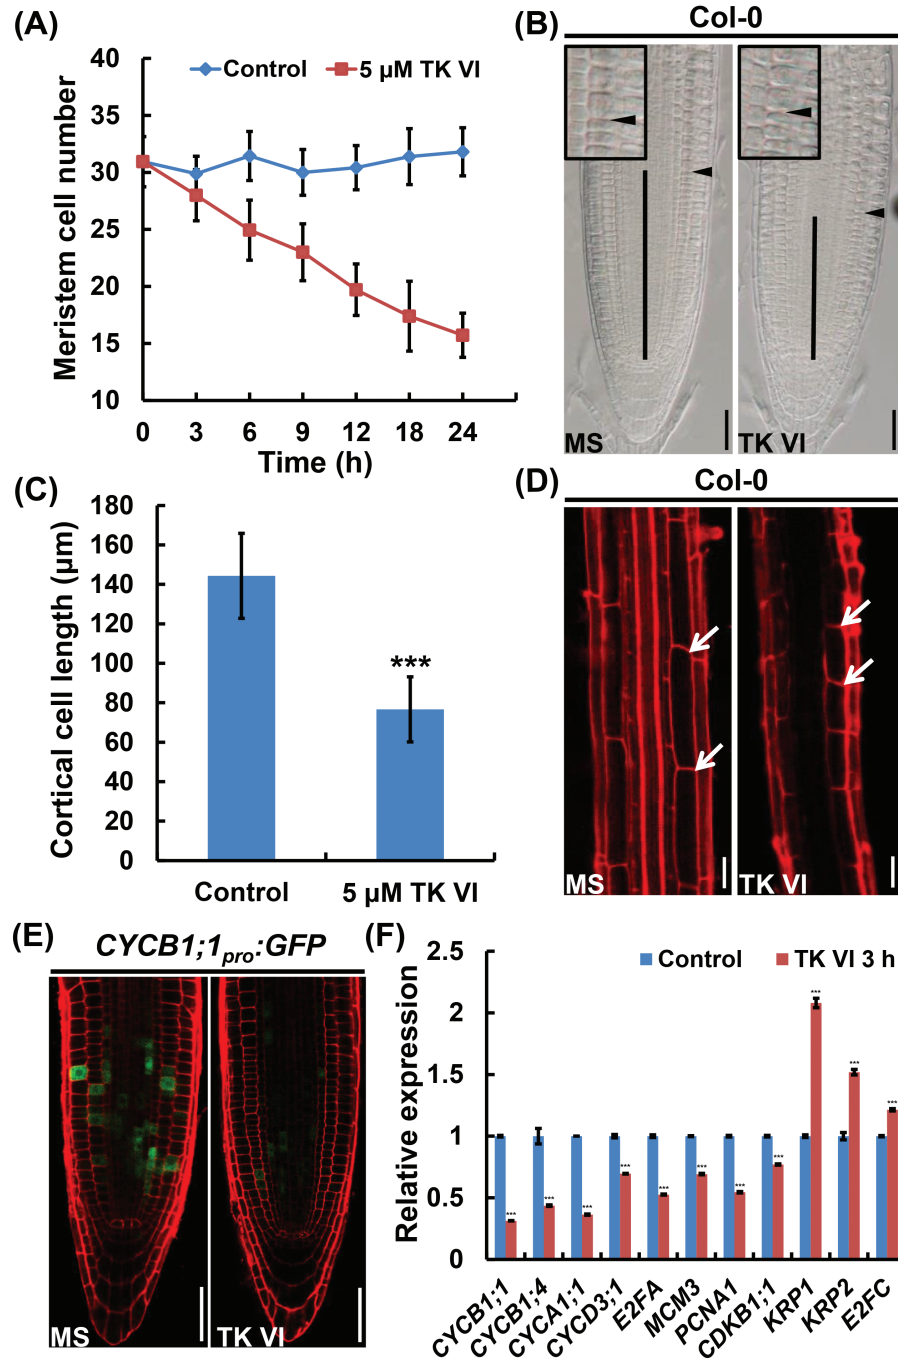 (A)
Control
5 µM TK VI
Meristem cell number
40
35
30
25
20
15
10
0 3 6 9 12 18 24
Time (h)
(B)
Col-0
MS
TK VI
(C)
Cortical cell length (µm)
180
160
140
120
100
80
60
40
20
0
***
Control
5 µM TK VI
(D)
Col-0
MS
TK VI
(E)
CYCB1;1pro:GFP
MS
TK VI
(F)
Relative expression
2.5
2
1.5
1
0.5
0
Control
TK VI 3 h
*** *** *** *** *** *** *** *** *** *** ***
CYCB1;1
CYCB1;4
CYCA1;1
CYCD3;1
E2FA
MCM3
PCNA1
CDKB1;1
KRP1
KRP2
E2FC